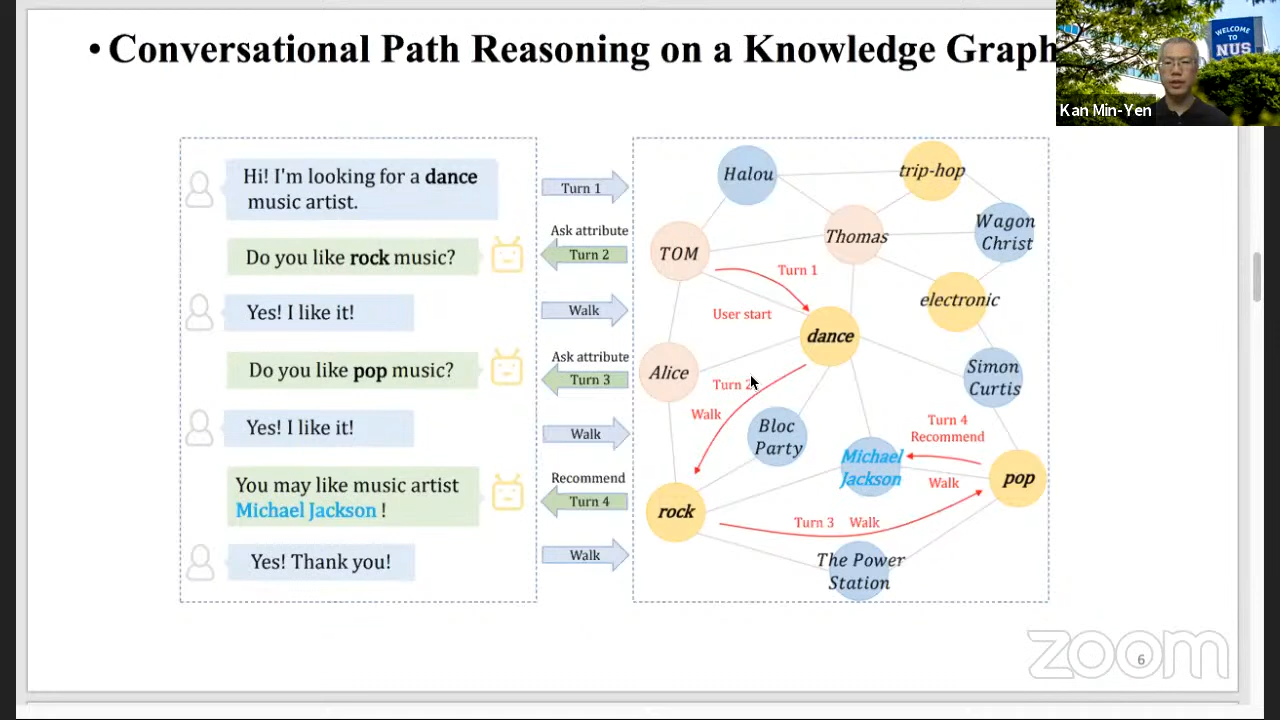 • Conversational Path Reasoning on a Knowledge Graph
WELCOME
TO
NUS
Kan Min-Yen
Hi! I'm looking for a dance
music artist.
Do you like rock music?
Yes! I like it!
Do you like pop music?
Yes! I like it!
You may like music artist
Michael Jackson !
Yes! Thank you!
Turn 1
Ask attribute
Turn 2
Walk
Ask attribute
Turn 3
Walk
Recommend
Turn 4
Walk
Halou
trip-hop
Wagon
Christ
Thomas
TOM
Turn 1
User start
electronic
dance
Alice
Simon
Curtis
Turn 2
Walk
Bloc
Party
Turn 4
Recommend
Michael
Jackson
Walk
pop
rock
Turn 3 Walk
The Power
Station
zoom
6